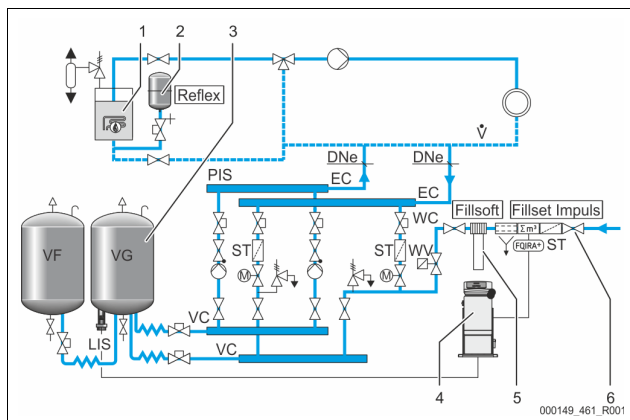 1 2 3
Reflex
V̇
DNe DNe
PIS EC
EC
WC Fillsoft Fillset Impuls
Σm³
VF VG ST ST WV FQIRA+ ST
M M
VC
LIS VC
4 5 6
000149_461_R001